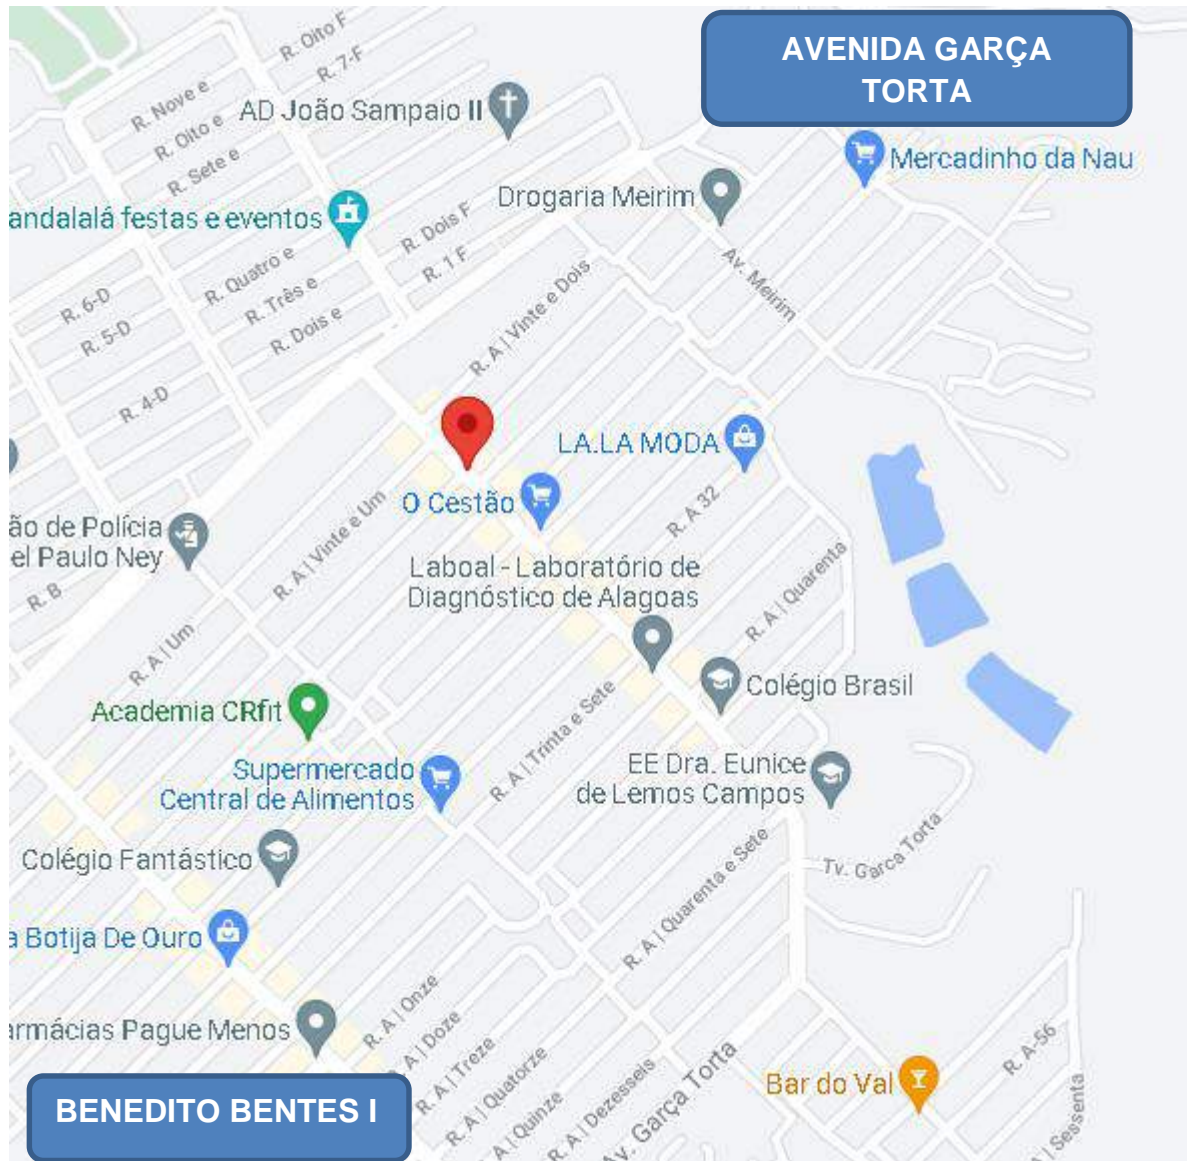 AVENIDA GARÇA
TORTA
R. Oito F
R. 7-F
R. Nove e
AD João Sampaio II
R. Oito e
Mercadinho da Nau
R. Sete e
Drogaria Meirim
andalalá festas e eventos
R. Dois F
R. Quatro e
R. 1 F
Av. Meirim
R. 6-D
R. Três e
R. 5-D
R. Dois e
R. A | Vinte e Dois
R. 4-D
LA.LA MODA
O Cestão
R. A 32
ão de Polícia
el Paulo Ney
R. A | Vinte e Um
Laboal - Laboratório de
Diagnóstico de Alagoas
R. B
R. A | Quarenta
R. A | Um
Colégio Brasil
Academia CRfit
R. A | Trinta e Sete
Supermercado
Central de Alimentos
EE Dra. Eunice
de Lemos Campos
Colégio Fantástico
Tv. Garca Torta
R. A | Quarenta e Sete
a Botija De Ouro
R. A | Onze
armácias Pague Menos
R. A | Doze
R. A | Treze
R. A-56
R. A | Quatorze
Bar do Val
R. A | Quinze
R. A | Dezesseis
Av. Garça Torta
A | Sessenta
BENEDITO BENTES I